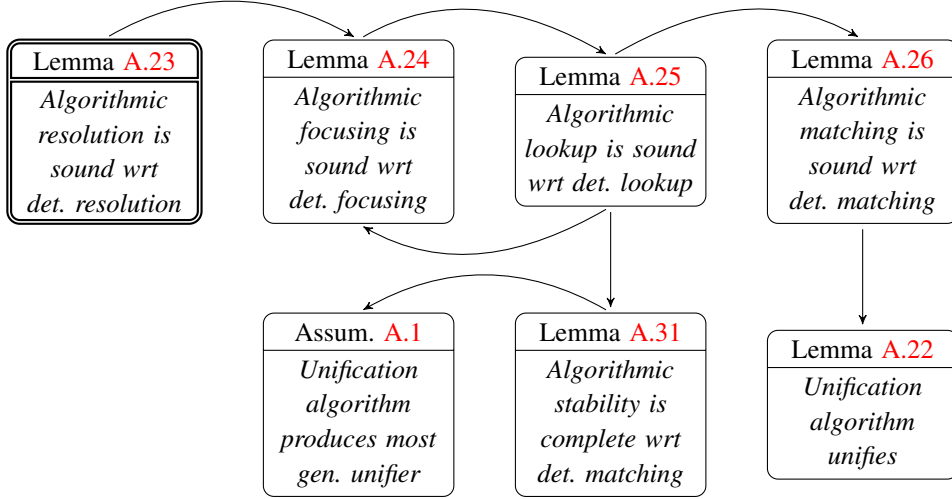 Lemma A.23
Algorithmic
resolution is
sound wrt
det. resolution
Lemma A.24
Algorithmic
focusing is
sound wrt
det. focusing
Lemma A.25
Algorithmic
lookup is sound
wrt det. lookup
Lemma A.26
Algorithmic
matching is
sound wrt
det. matching
Assum. A.1
Unification
algorithm
produces most
gen. unifier
Lemma A.31
Algorithmic
stability is
complete wrt
det. matching
Lemma A.22
Unification
algorithm
unifies